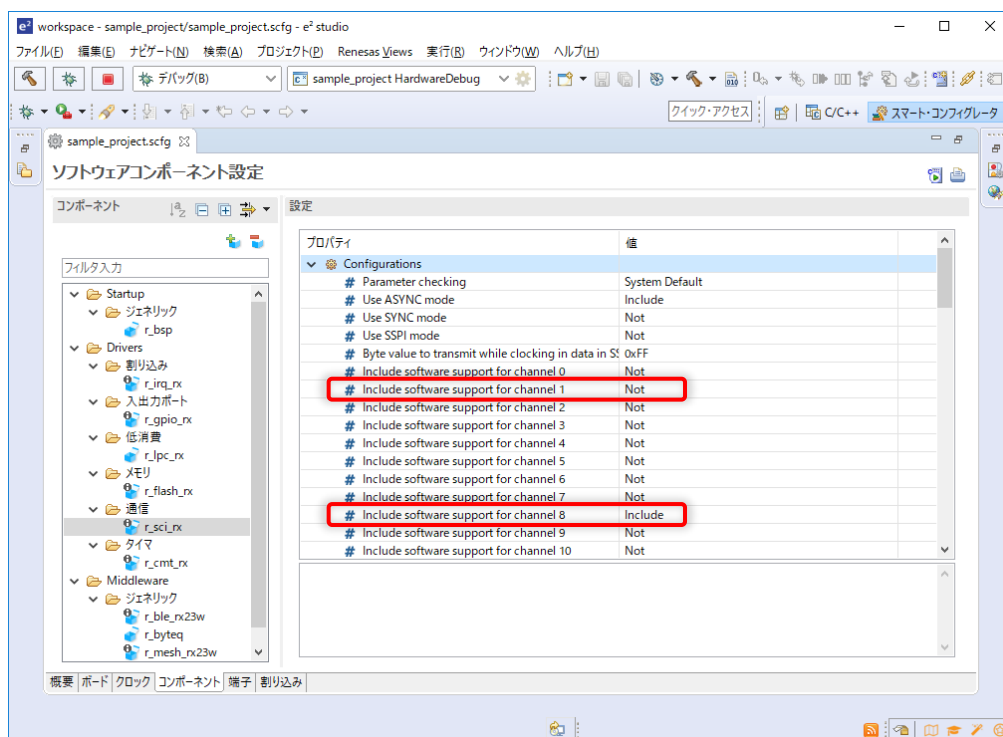 workspace - sample_project/sample_project.scfg - e² studio
ファイル(F) 編集(E) ナビゲート(N) 検索(A) プロジェクト(P) Renesas Views 実行(R) ウィンドウ(W) ヘルプ(H)
デバッグ(B) sample_project HardwareDebug
クイック・アクセス C/C++ スマート・コンフィグレータ
sample_project.scfg
ソフトウェアコンポーネント設定
コンポーネント
設定
フィルタ入力
Startup
ジェネリック
r_bsp
Drivers
割り込み
r_irq_rx
入出力ポート
r_gpio_rx
低消費
r_lpc_rx
メモリ
r_flash_rx
通信
r_sci_rx
タイマ
r_cmt_rx
Middleware
ジェネリック
r_ble_rx23w
r_byteq
r_mesh_rx23w
プロパティ 値
Configurations
# Parameter checking System Default
# Use ASYNC mode Include
# Use SYNC mode Not
# Use SSPI mode Not
# Byte value to transmit while clocking in data in SS 0xFF
# Include software support for channel 0 Not
# Include software support for channel 1 Not
# Include software support for channel 2 Not
# Include software support for channel 3 Not
# Include software support for channel 4 Not
# Include software support for channel 5 Not
# Include software support for channel 6 Not
# Include software support for channel 7 Not
# Include software support for channel 8 Include
# Include software support for channel 9 Not
# Include software support for channel 10 Not
概要 ボード クロック コンポーネント 端子 割り込み